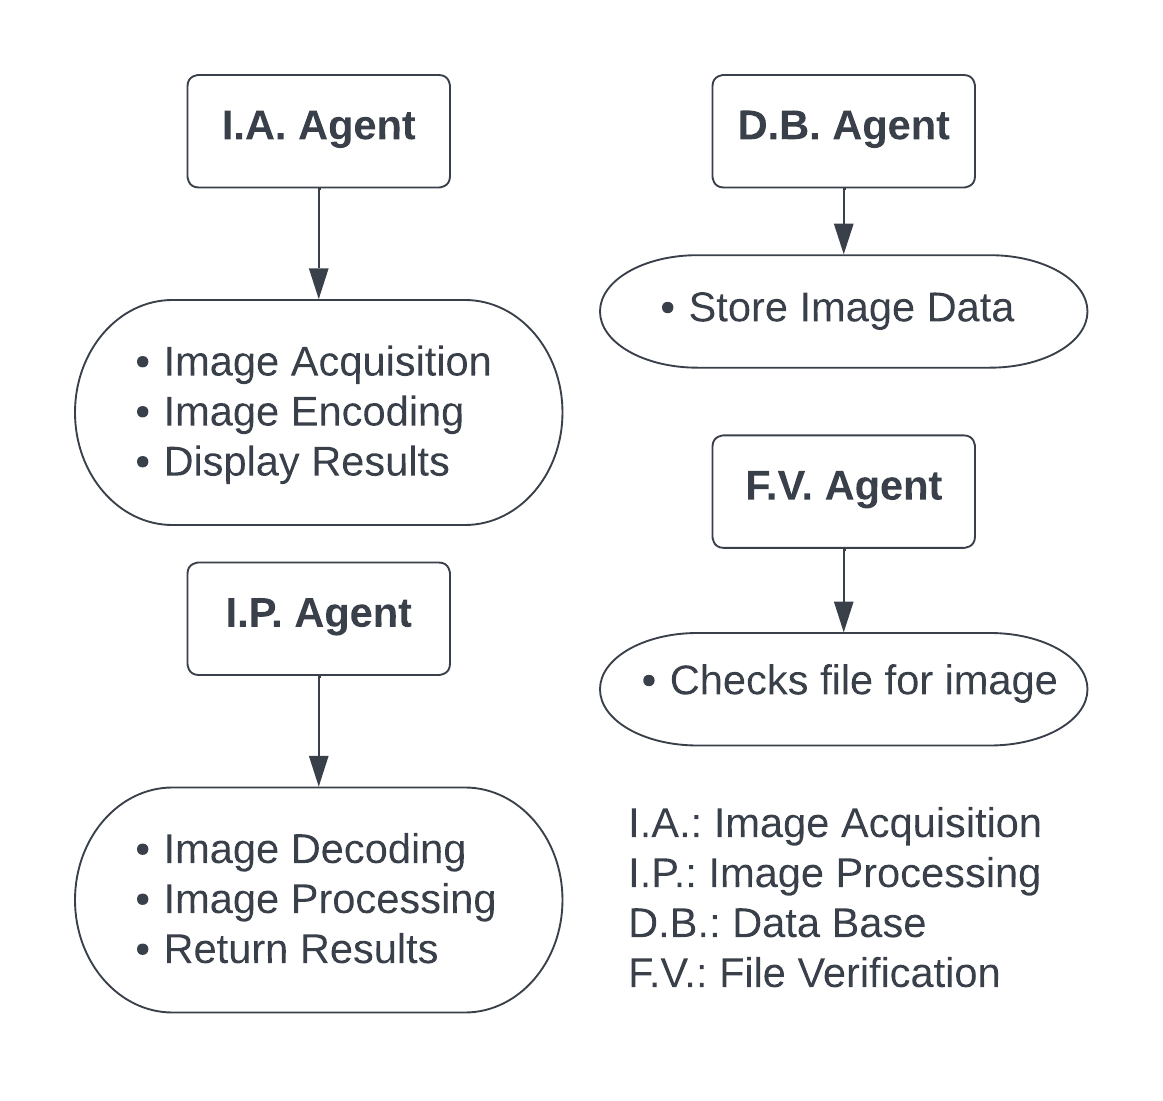 I.A. Agent
• Image Acquisition
• Image Encoding
• Display Results
I.P. Agent
• Image Decoding
• Image Processing
• Return Results
D.B. Agent
• Store Image Data
F.V. Agent
• Checks file for image
I.A.: Image Acquisition
I.P.: Image Processing
D.B.: Data Base
F.V.: File Verification